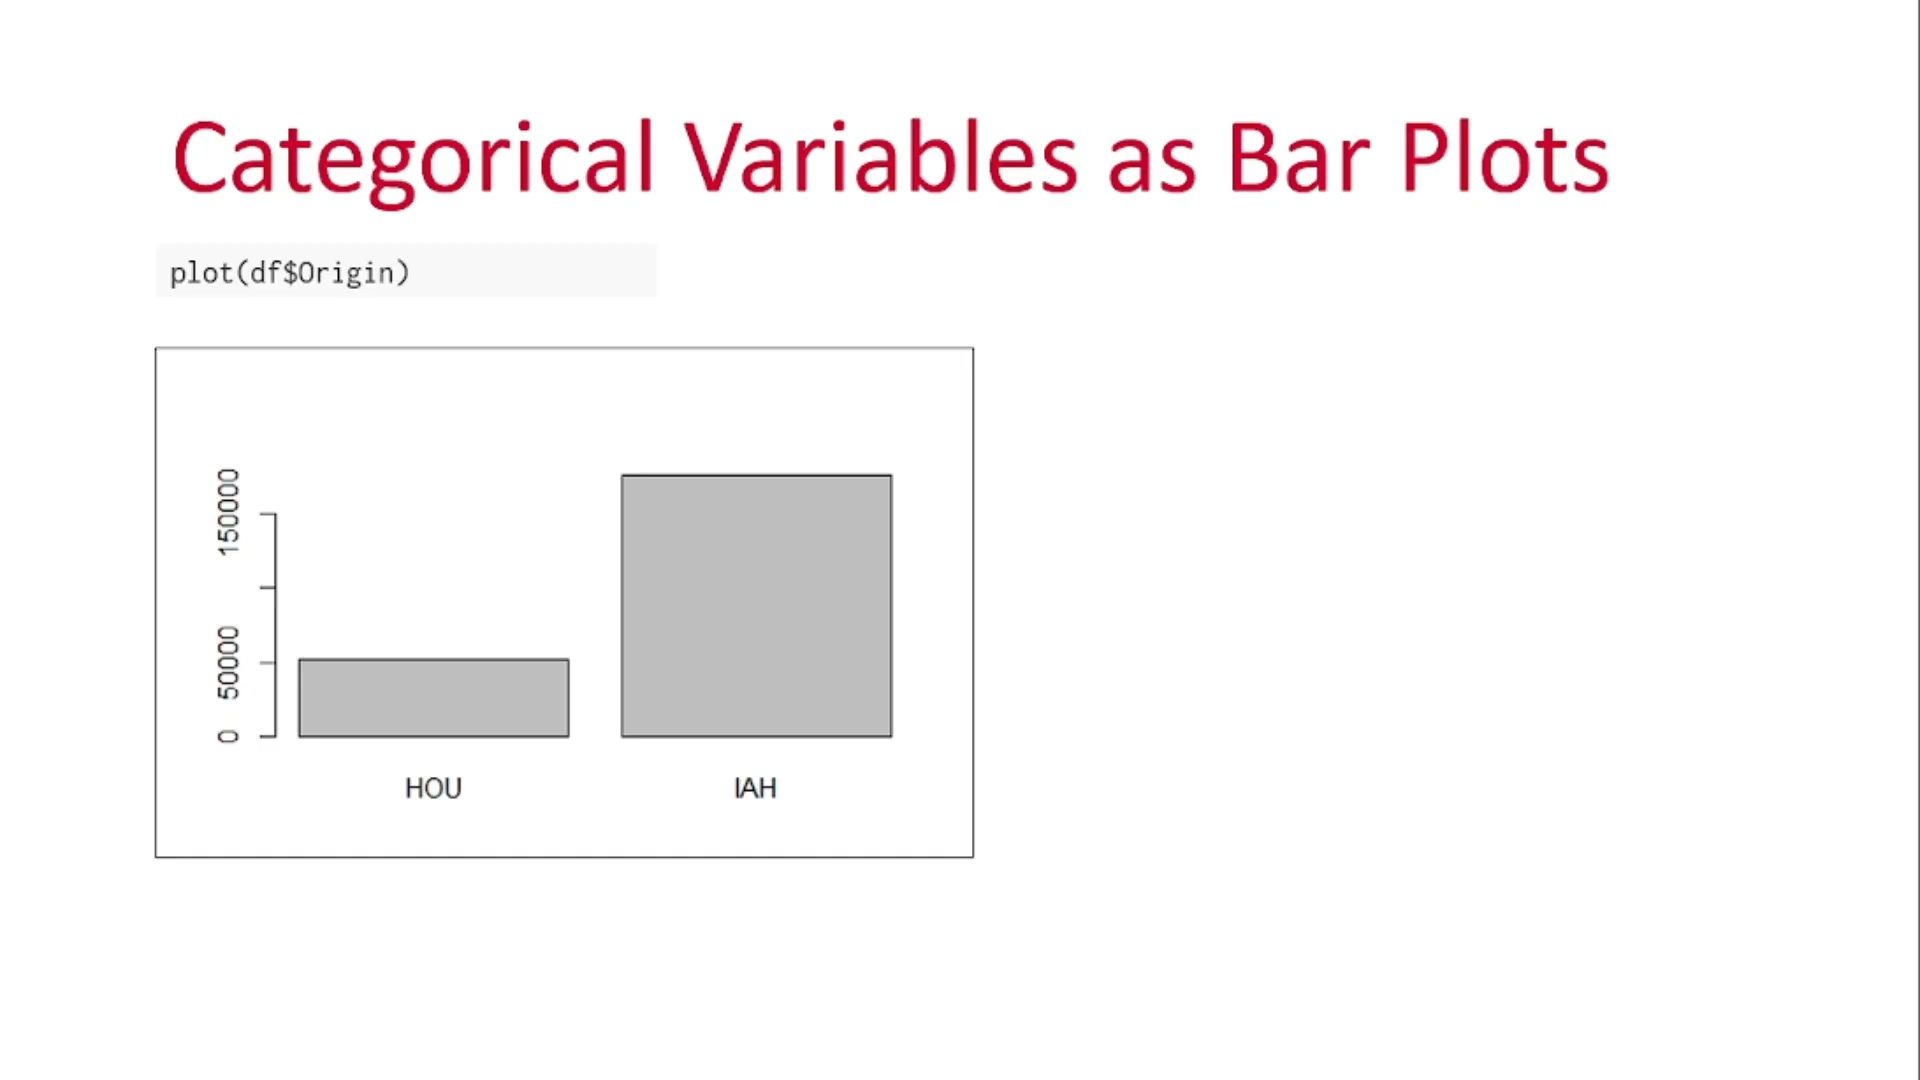 Categorical Variables as Bar Plots
plot(df$Origin)
150000
50000
0
HOU
IAH